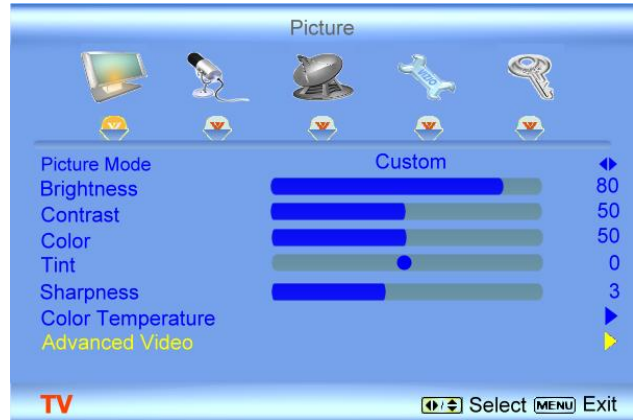 Picture
VIZIO
Picture Mode Custom
Brightness 80
Contrast 50
Color 50
Tint 0
Sharpness 3
Color Temperature
Advanced Video
TV Select MENU Exit